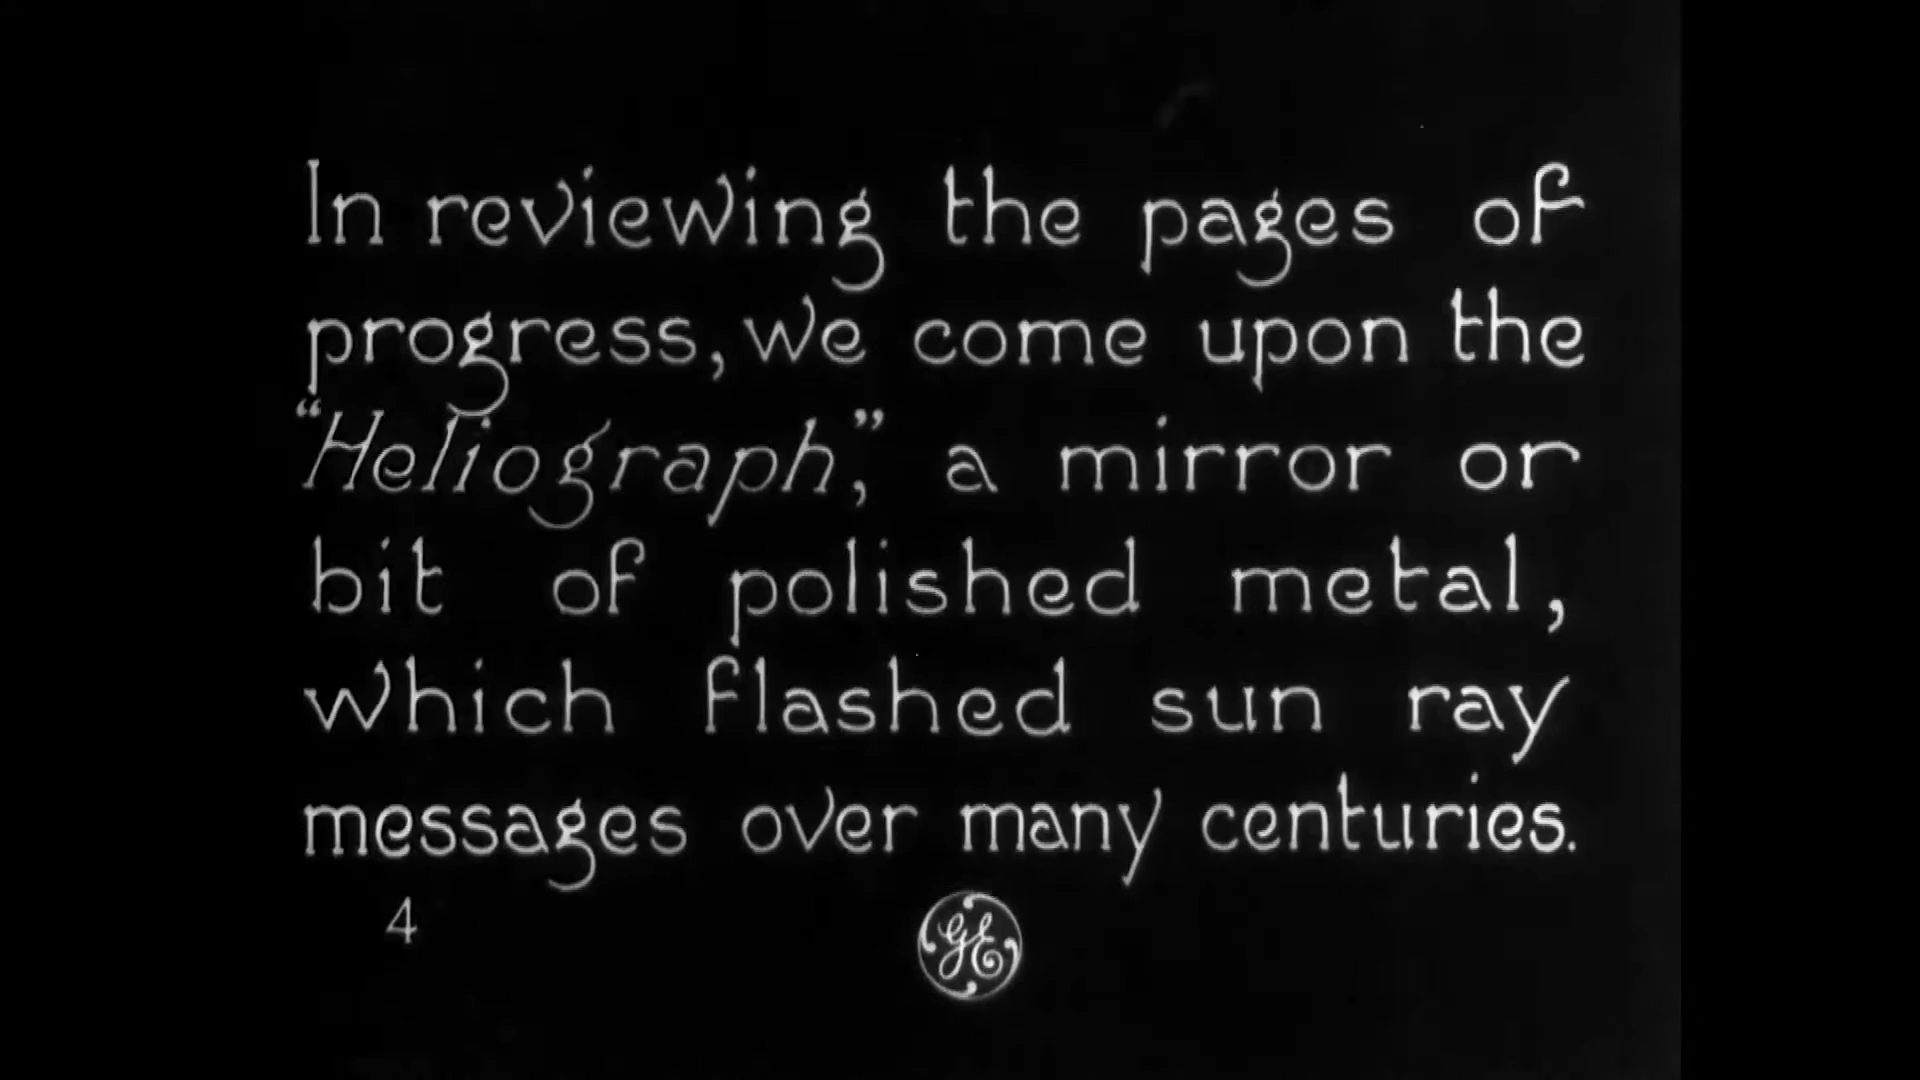 In reviewing the pages of
progress, we come upon the
“Heliograph,” a mirror or
bit of polished metal,
which flashed sun ray
messages over many centuries.
4
GE